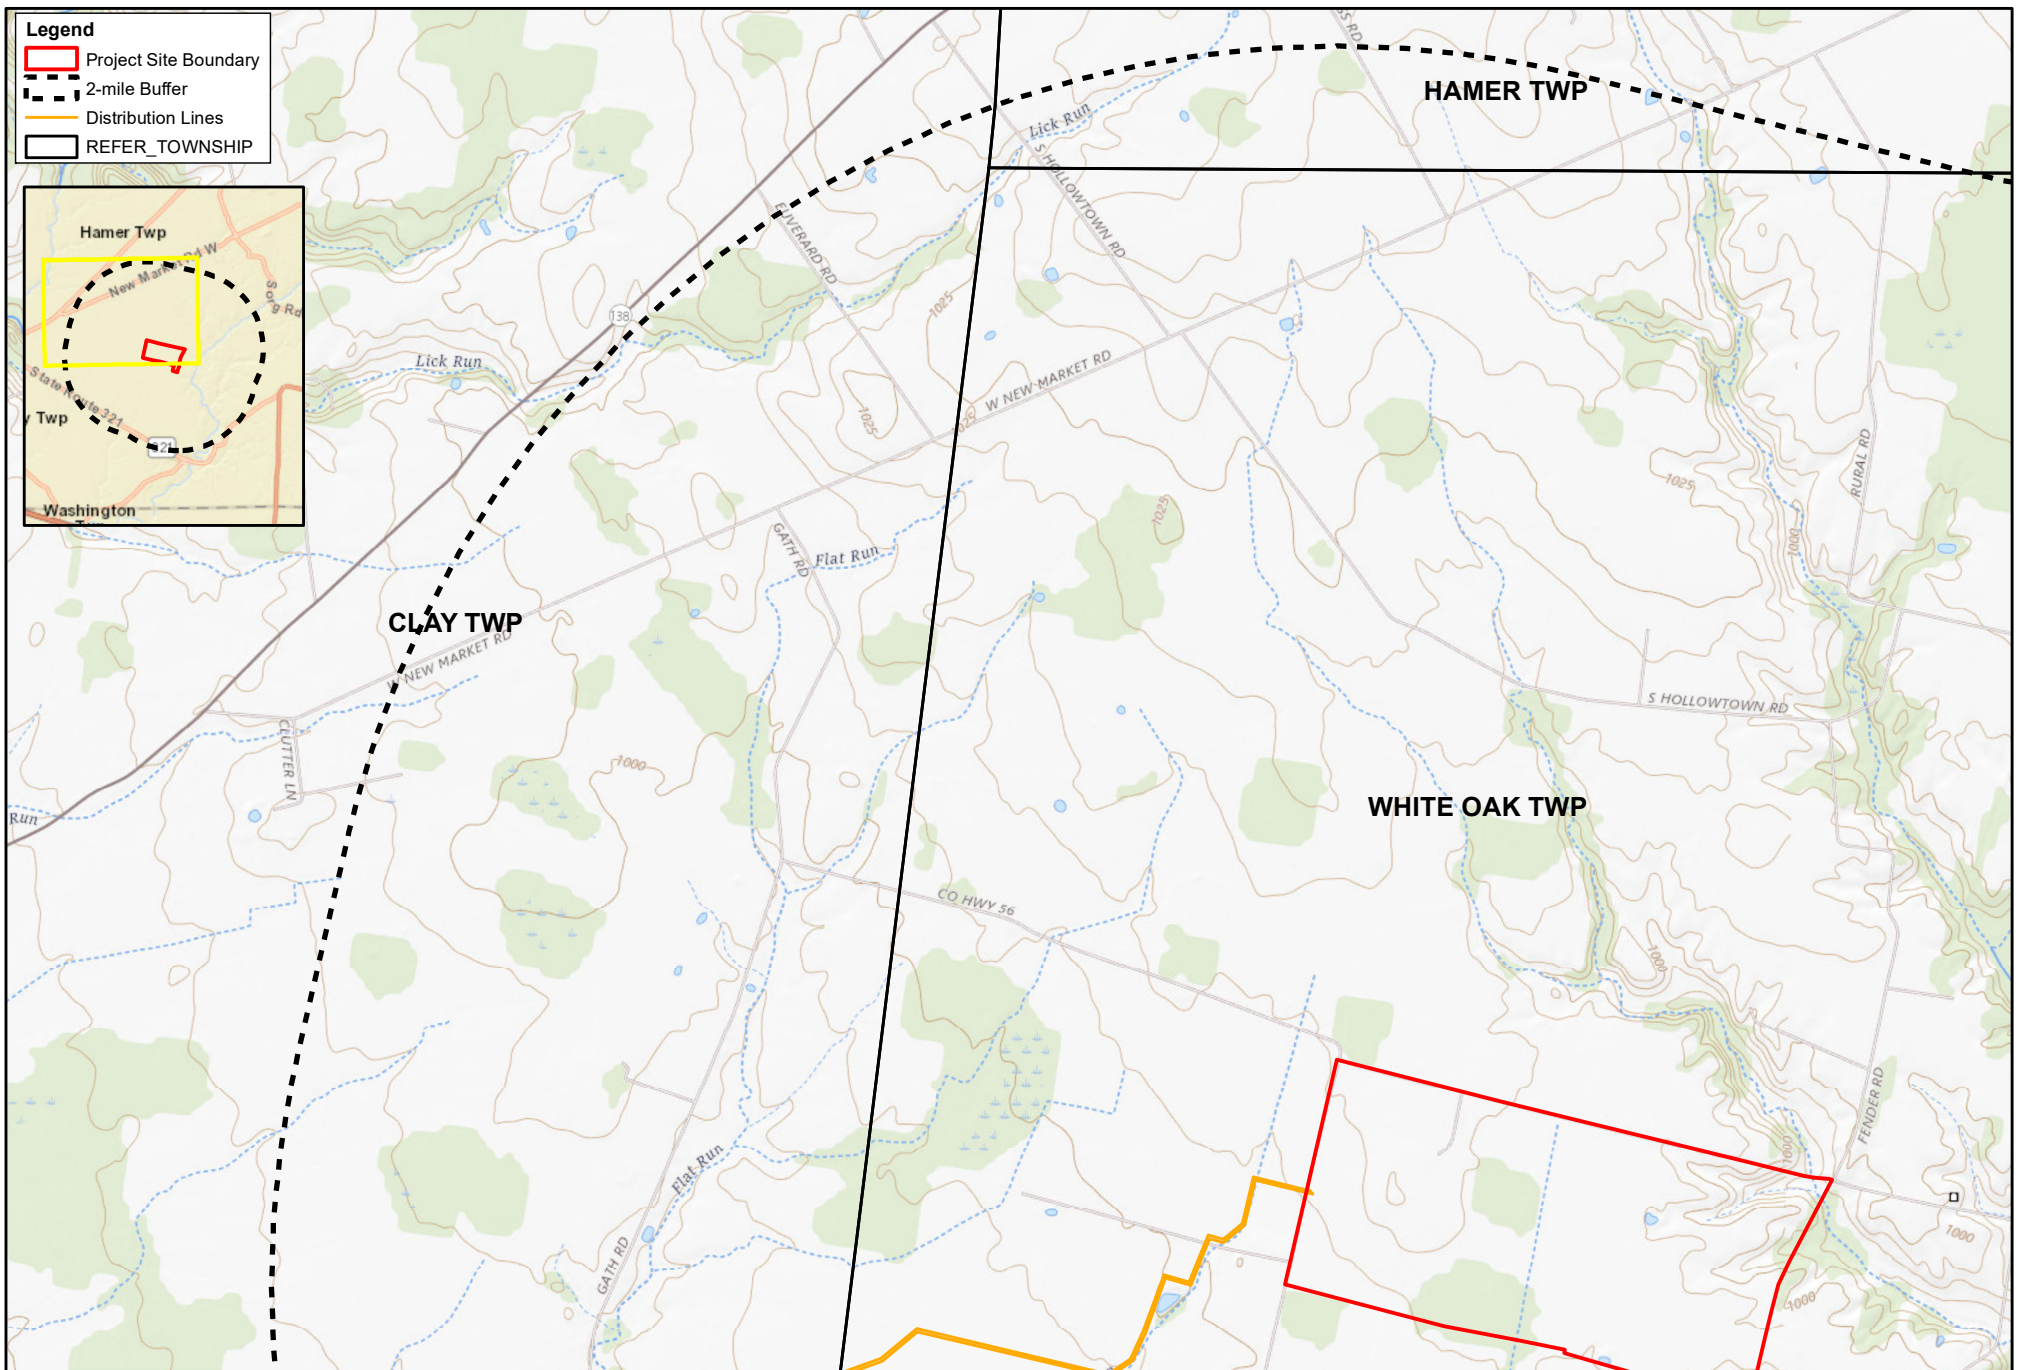 Legend
Project Site Boundary
2-mile Buffer
Distribution Lines
REFER_TOWNSHIP
Hamer Twp
New Market Rd W
Sorg Rd
State Route 321
y Twp
321
Washington
HAMER TWP
Lick Run
S HOLLOWTOWN RD
EUVERARD RD
138
1025
Lick Run
W NEW MARKET RD
1025
1025
RURAL RD
1025
1025
1000
GATH RD
Flat Run
CLAY TWP
W NEW MARKET RD
S HOLLOWTOWN RD
CLUTTER LN
1000
WHITE OAK TWP
Run
CO HWY 56
1000
FENDER RD
1000
Flat Run
1000
GATH RD
1000